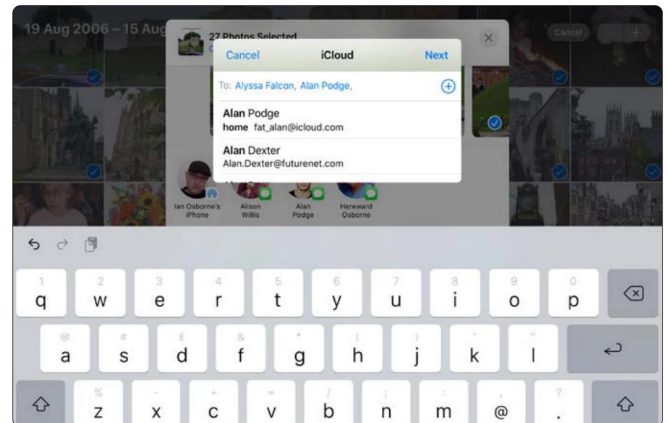 19 Aug 2006 – 15 Aug
27 Photos Selected
Cancel
Cancel
iCloud
Next
To: Alyssa Falcon, Alan Podge,
Alan Podge
home fat_alan@icloud.com
Alan Dexter
Alan.Dexter@futurenet.com
Ian Osborne's
iPhone
Alison
Willis
Alan
Podge
Hereward
Osborne
1 2 3 4 5 6 7 8 9 0
q w e r t y u i o p
@ £ & * ( ) ' "
a s d f g h j k l
% - + = / ; : , ?
z x c v b n m @ .